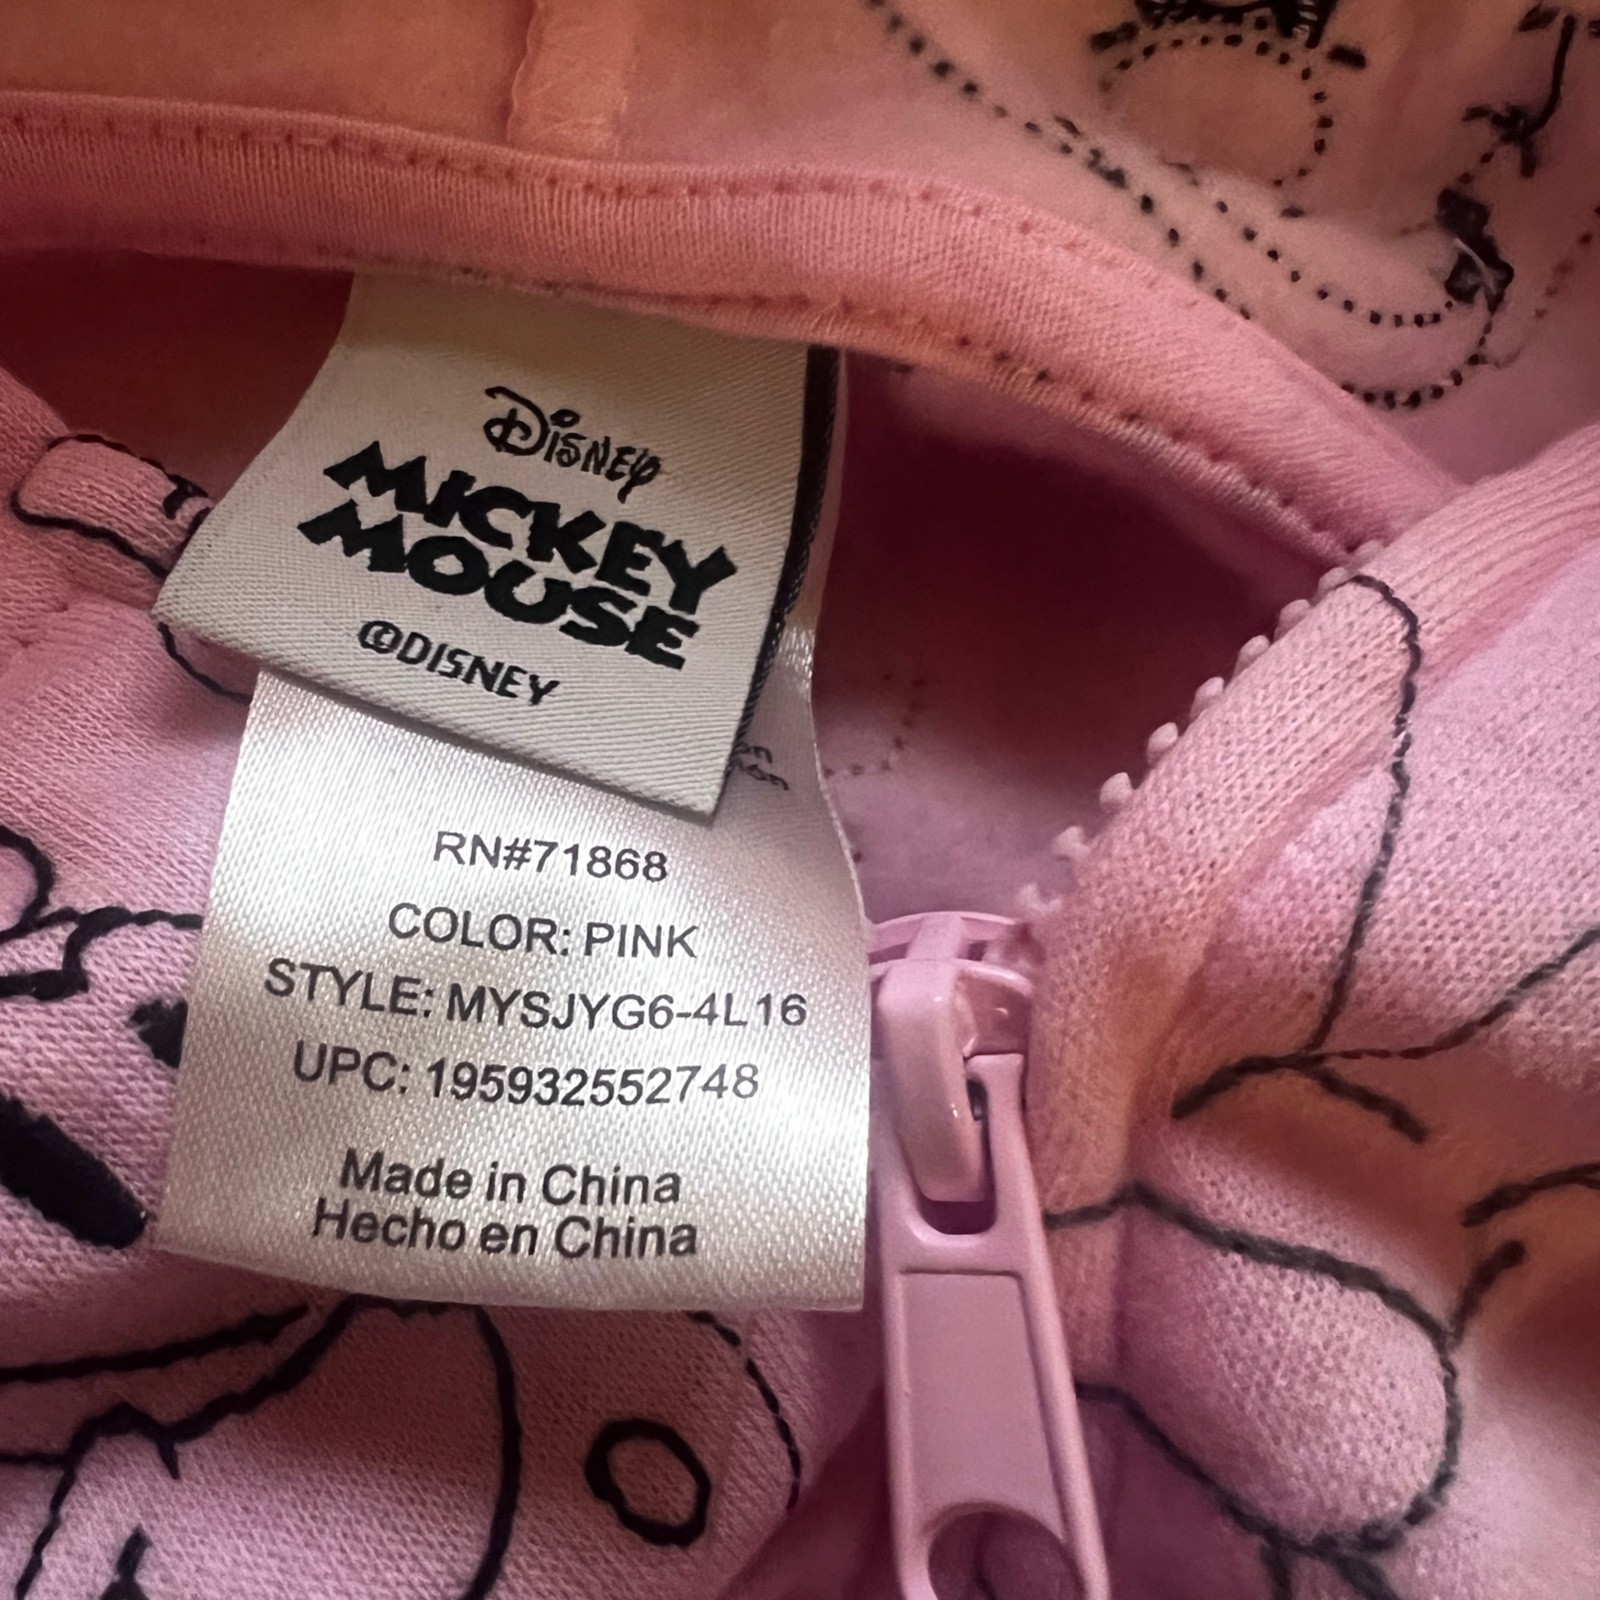 Disney
MICKEY
MOUSE
©DISNEY
RN#71868
COLOR: PINK
STYLE: MYSJYG6-4L16
UPC: 195932552748
Made in China
Hecho en China